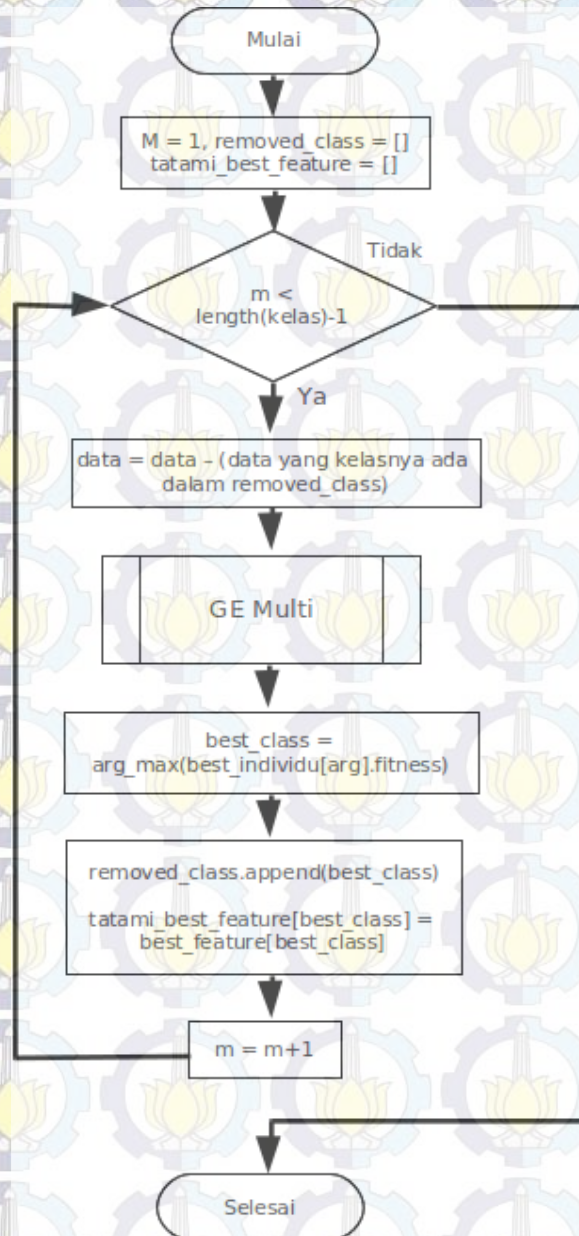 Mulai
M = 1, removed_class = []
tatami_best_feature = []
Tidak
m <
length(kelas)-1
Ya
data = data – (data yang kelasnya ada
dalam removed_class)
GE Multi
best_class =
arg_max(best_individu[arg].fitness)
removed_class.append(best_class)
tatami_best_feature[best_class] =
best_feature[best_class]
m = m+1
Selesai